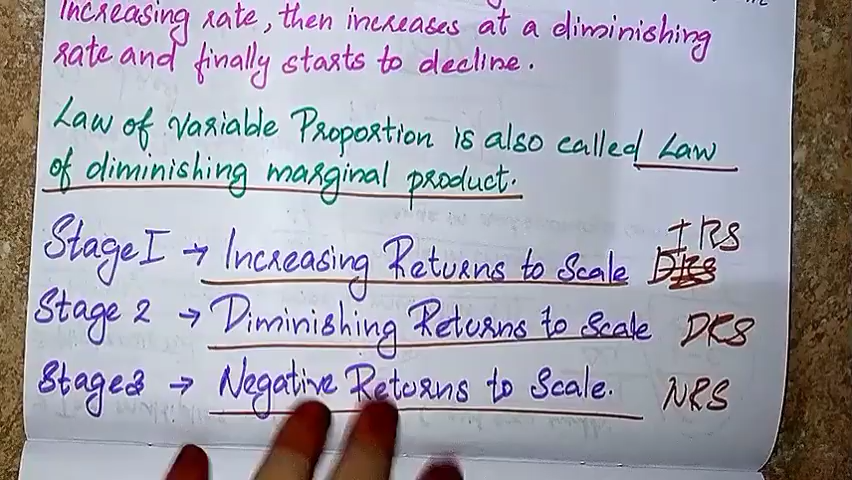 Increasing rate, then increases at a diminishing
rate and finally starts to decline.
Law of Variable Proportion is also called Law
of diminishing marginal product.
Stage I → Increasing Returns to Scale IRS
Stage 2 → Diminishing Returns to Scale DRS
Stage 3 → Negative Returns to Scale. NRS